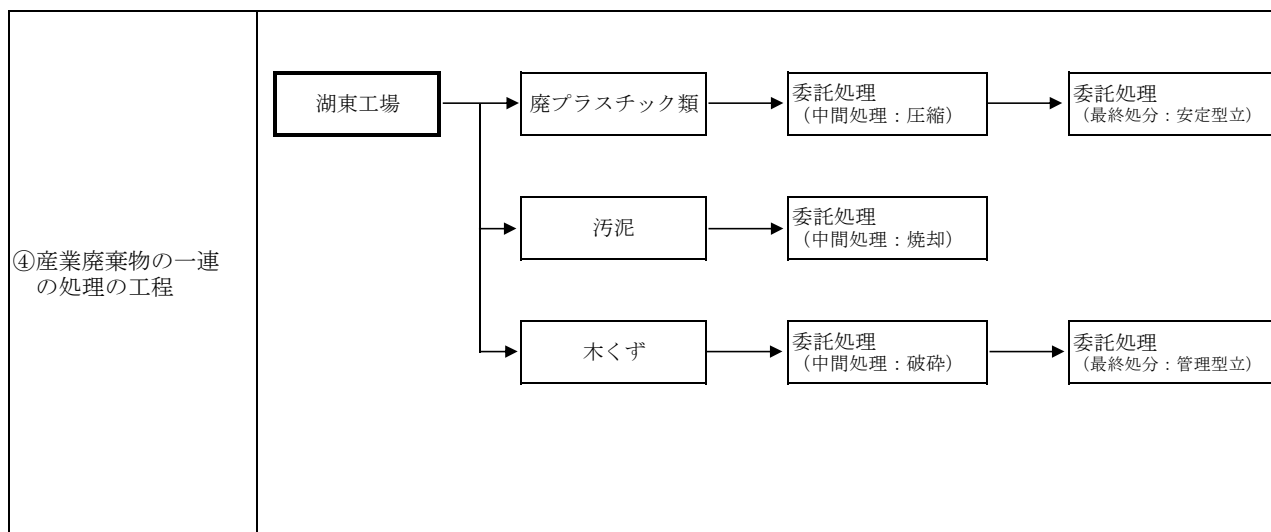 ④産業廃棄物の一連
の処理の工程
湖東工場
廃プラスチック類
委託処理
（中間処理：圧縮）
委託処理
（最終処分：安定型立）
汚泥
委託処理
（中間処理：焼却）
木くず
委託処理
（中間処理：破砕）
委託処理
（最終処分：管理型立）